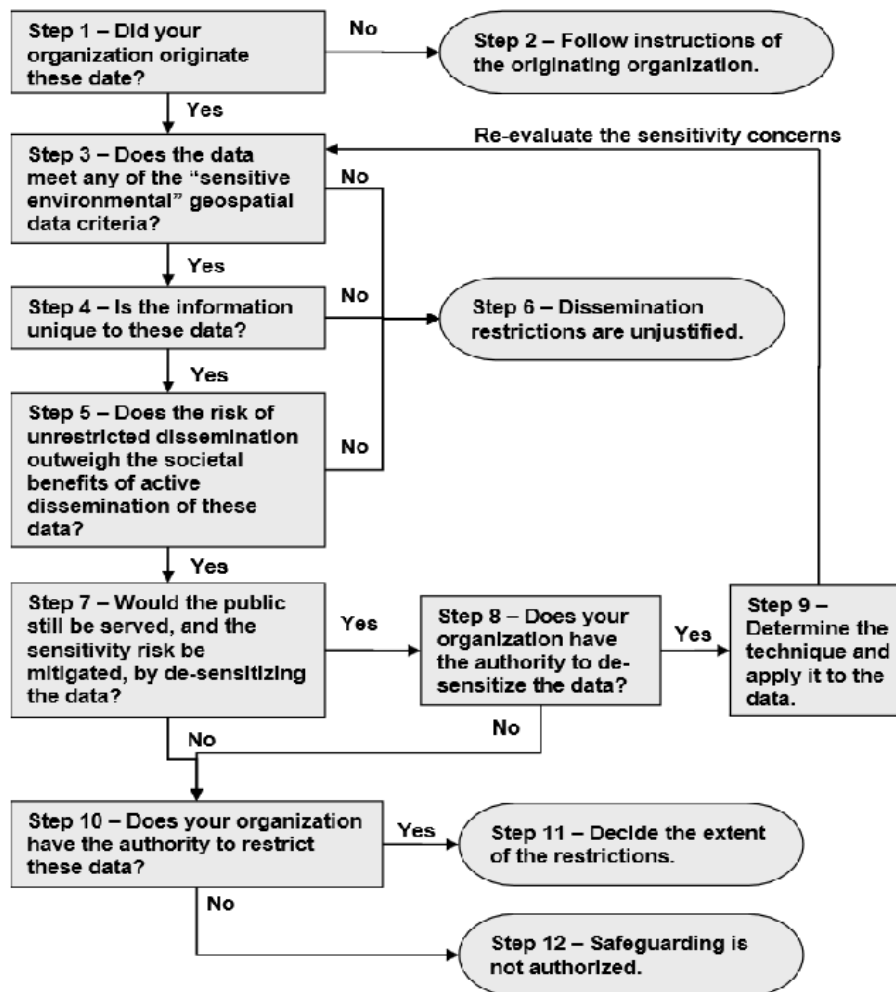 Step 1 – Did your
organization originate
these date?
No
Step 2 – Follow instructions of
the originating organization.
Yes
Re-evaluate the sensitivity concerns
Step 3 – Does the data
meet any of the “sensitive
environmental” geospatial
data criteria?
No
Yes
Step 4 – Is the information
unique to these data?
No
Step 6 – Dissemination
restrictions are unjustified.
Yes
Step 5 – Does the risk of
unrestricted dissemination
outweigh the societal
benefits of active
dissemination of these
data?
No
Yes
Step 7 – Would the public
still be served, and the
sensitivity risk be
mitigated, by de-sensitizing
the data?
Yes
Step 8 – Does your
organization have
the authority to de-
sensitize the data?
Yes
Step 9 –
Determine the
technique and
apply it to the
data.
No
No
Step 10 – Does your organization
have the authority to restrict
these data?
Yes
Step 11 – Decide the extent
of the restrictions.
No
Step 12 – Safeguarding is
not authorized.